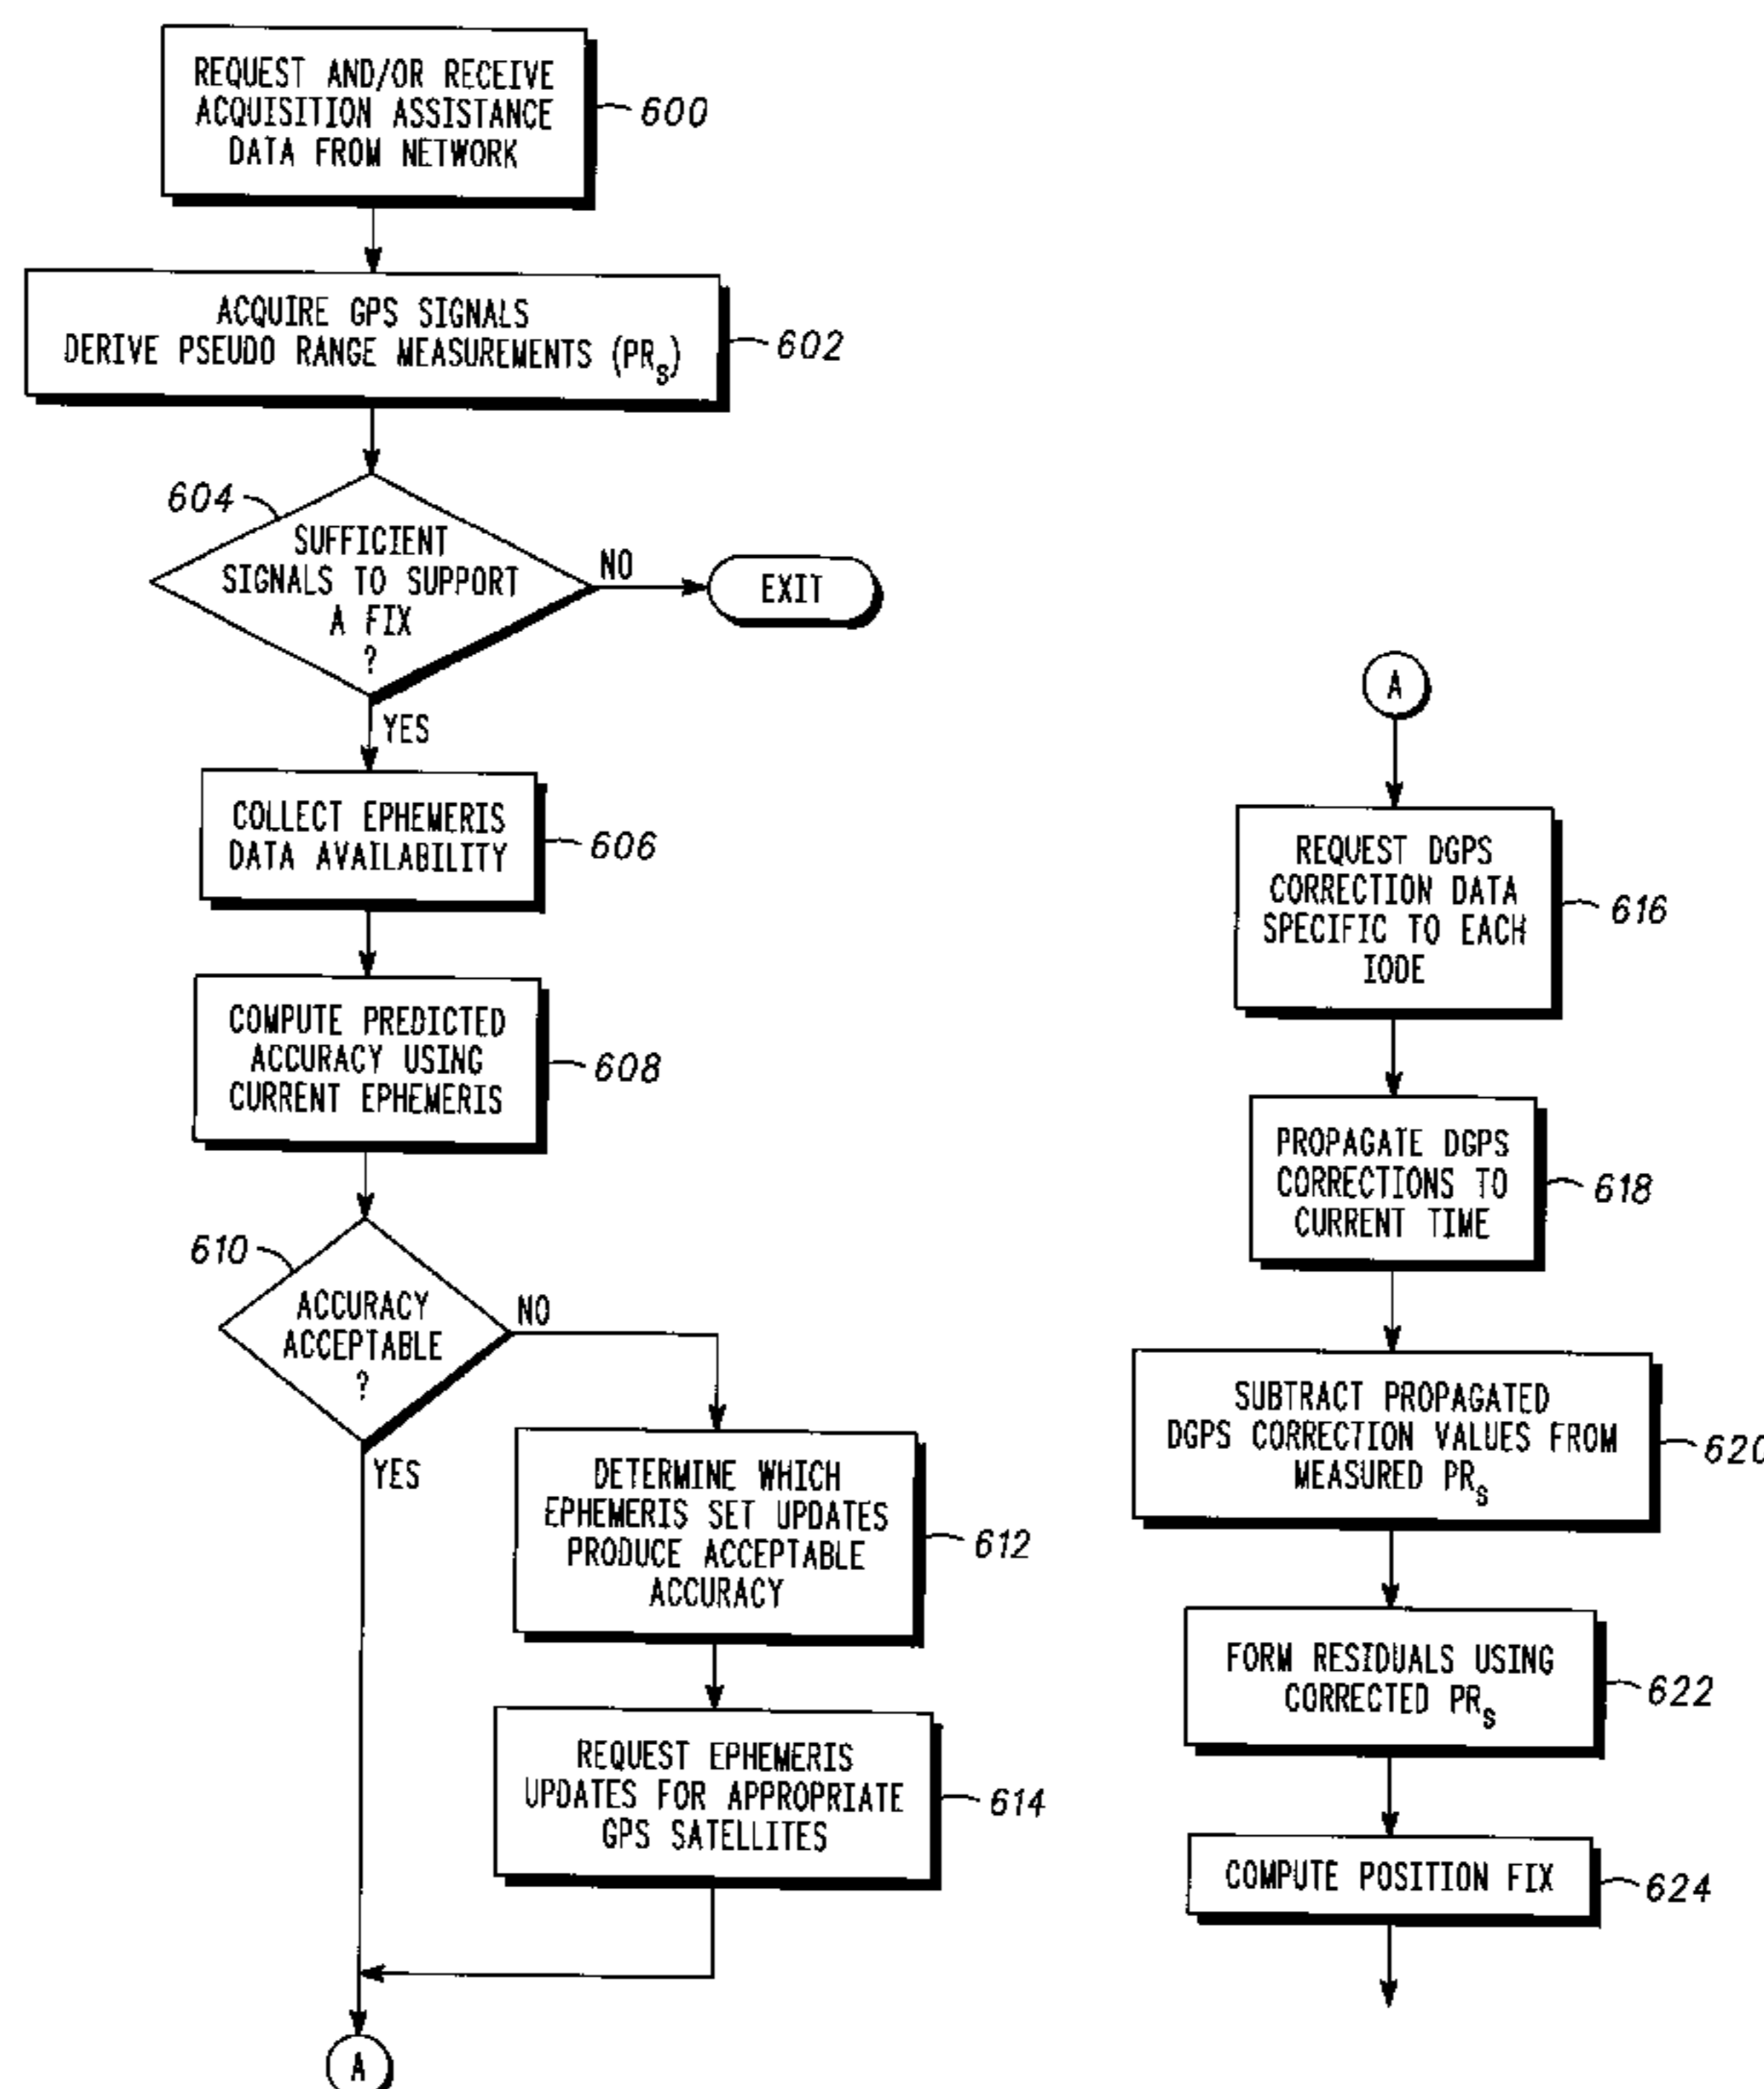 REQUEST AND/OR RECEIVE
ACQUISITION ASSISTANCE
DATA FROM NETWORK
600
ACQUIRE GPS SIGNALS
DERIVE PSEUDO RANGE MEASUREMENTS (PRs)
602
604
SUFFICIENT
SIGNALS TO SUPPORT
A FIX
?
NO
EXIT
YES
COLLECT EPHEMERIS
DATA AVAILABILITY
606
COMPUTE PREDICTED
ACCURACY USING
CURRENT EPHEMERIS
608
610
ACCURACY
ACCEPTABLE
?
NO
YES
DETERMINE WHICH
EPHEMERIS SET UPDATES
PRODUCE ACCEPTABLE
ACCURACY
612
REQUEST EPHEMERIS
UPDATES FOR APPROPRIATE
GPS SATELLITES
614
A
A
REQUEST DGPS
CORRECTION DATA
SPECIFIC TO EACH
IODE
616
PROPAGATE DGPS
CORRECTIONS TO
CURRENT TIME
618
SUBTRACT PROPAGATED
DGPS CORRECTION VALUES FROM
MEASURED PRs
620
FORM RESIDUALS USING
CORRECTED PRs
622
COMPUTE POSITION FIX
624